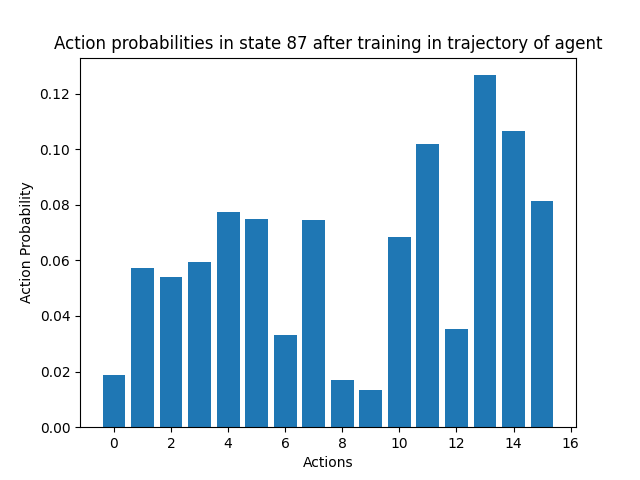 Action probabilities in state 87 after training in trajectory of agent
0.12
0.10
0.08
0.06
0.04
0.02
0.00
Action Probability
0 2 4 6 8 10 12 14 16
Actions